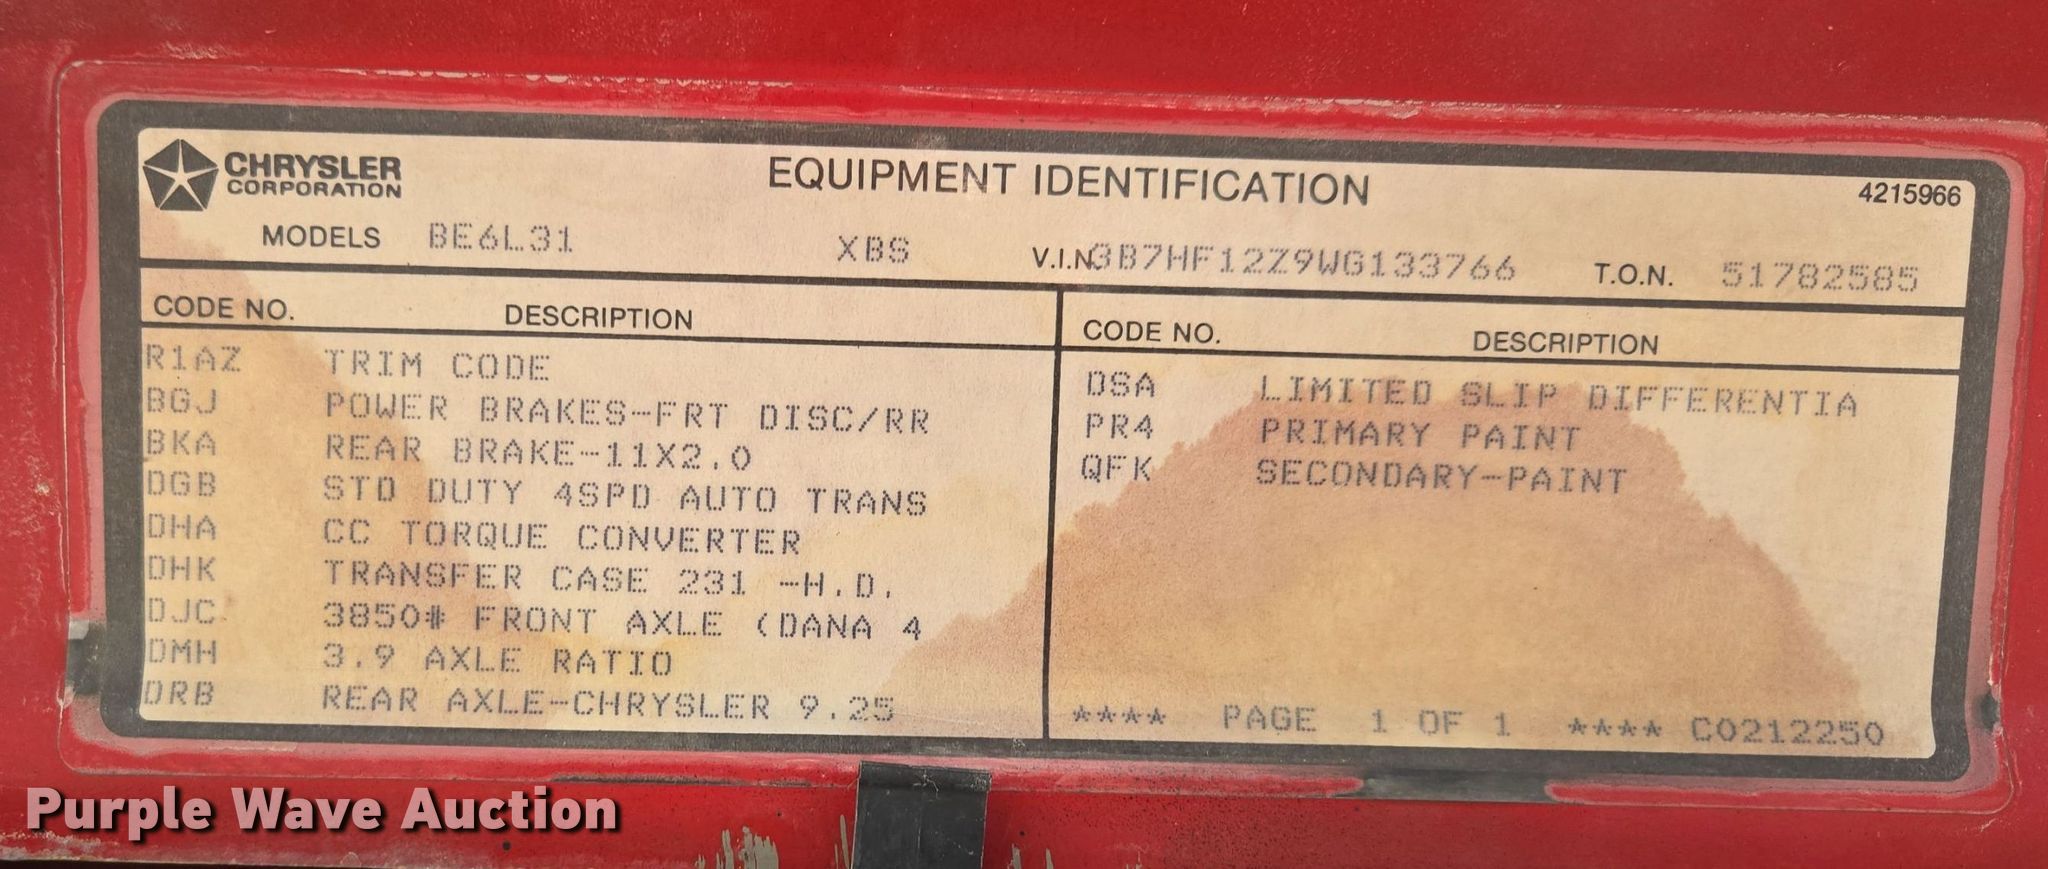 CHRYSLER
CORPORATION
EQUIPMENT IDENTIFICATION
4215966
MODELS BE6L31 XBS V.I.N. 3B7HF12Z9WG133766 T.O.N. 51782585
CODE NO. DESCRIPTION
R1AZ TRIM CODE
BGJ POWER BRAKES-FRT DISC/RR
BKA REAR BRAKE-11X2.0
DGB STD DUTY 4SPD AUTO TRANS
DHA CC TORQUE CONVERTER
DHK TRANSFER CASE 231 -H.D.
DJC 3850# FRONT AXLE (DANA 4
DMH 3.9 AXLE RATIO
DRB REAR AXLE-CHRYSLER 9.25
CODE NO. DESCRIPTION
DSA LIMITED SLIP DIFFERENTIA
PR4 PRIMARY PAINT
QFK SECONDARY-PAINT
**** PAGE 1 OF 1 **** C0212250
Purple Wave Auction